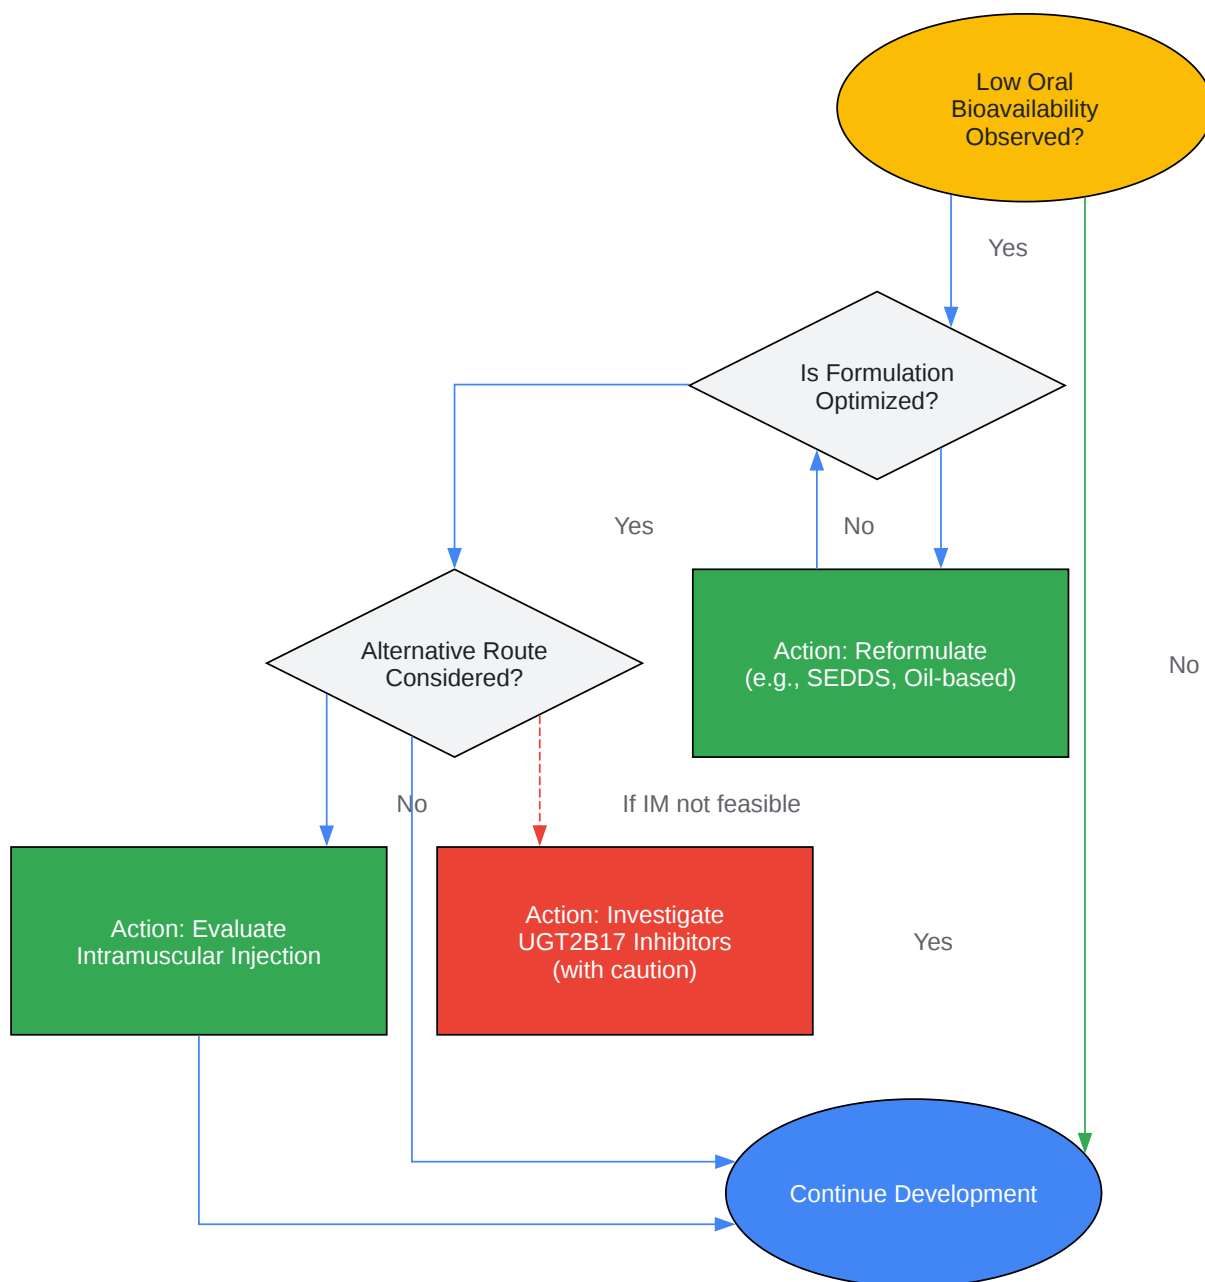 Low Oral
Bioavailability
Observed?
Yes
Is Formulation
Optimized?
Yes
No
Alternative Route
Considered?
Action: Reformulate
(e.g., SEDDS, Oil-based)
No
No
If IM not feasible
Action: Evaluate
Intramuscular Injection
Action: Investigate
UGT2B17 Inhibitors
(with caution)
Yes
Continue Development